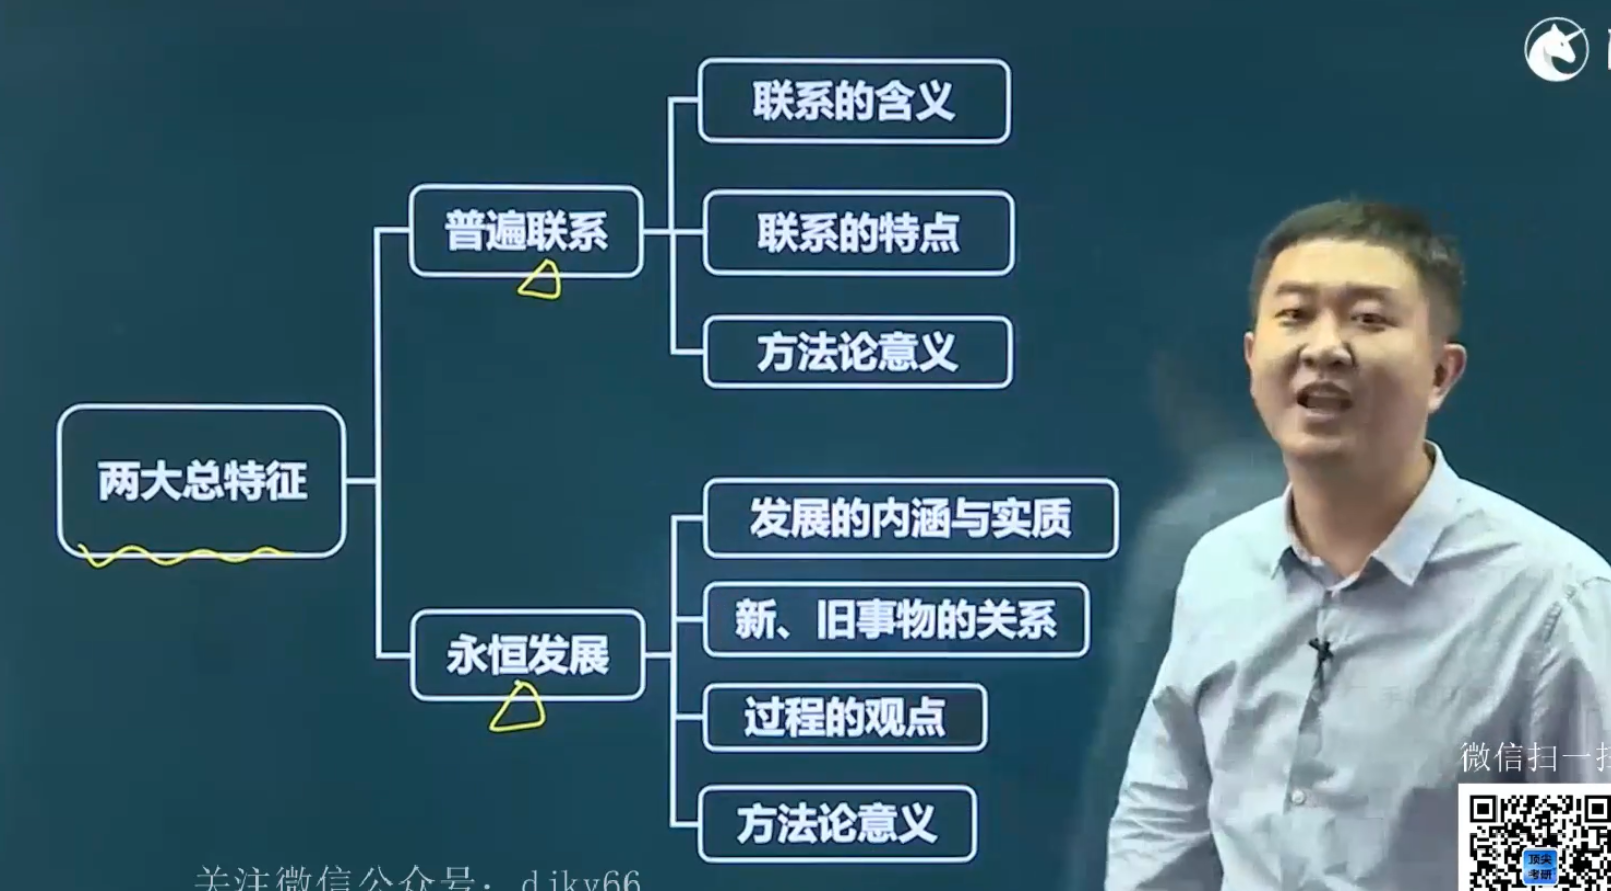 联系的含义
普遍联系
联系的特点
方法论意义
两大总特征
发展的内涵与实质
新、旧事物的关系
永恒发展
过程的观点
方法论意义
微信扫一扫
顶尖
考研
关注微信公众号：djky66